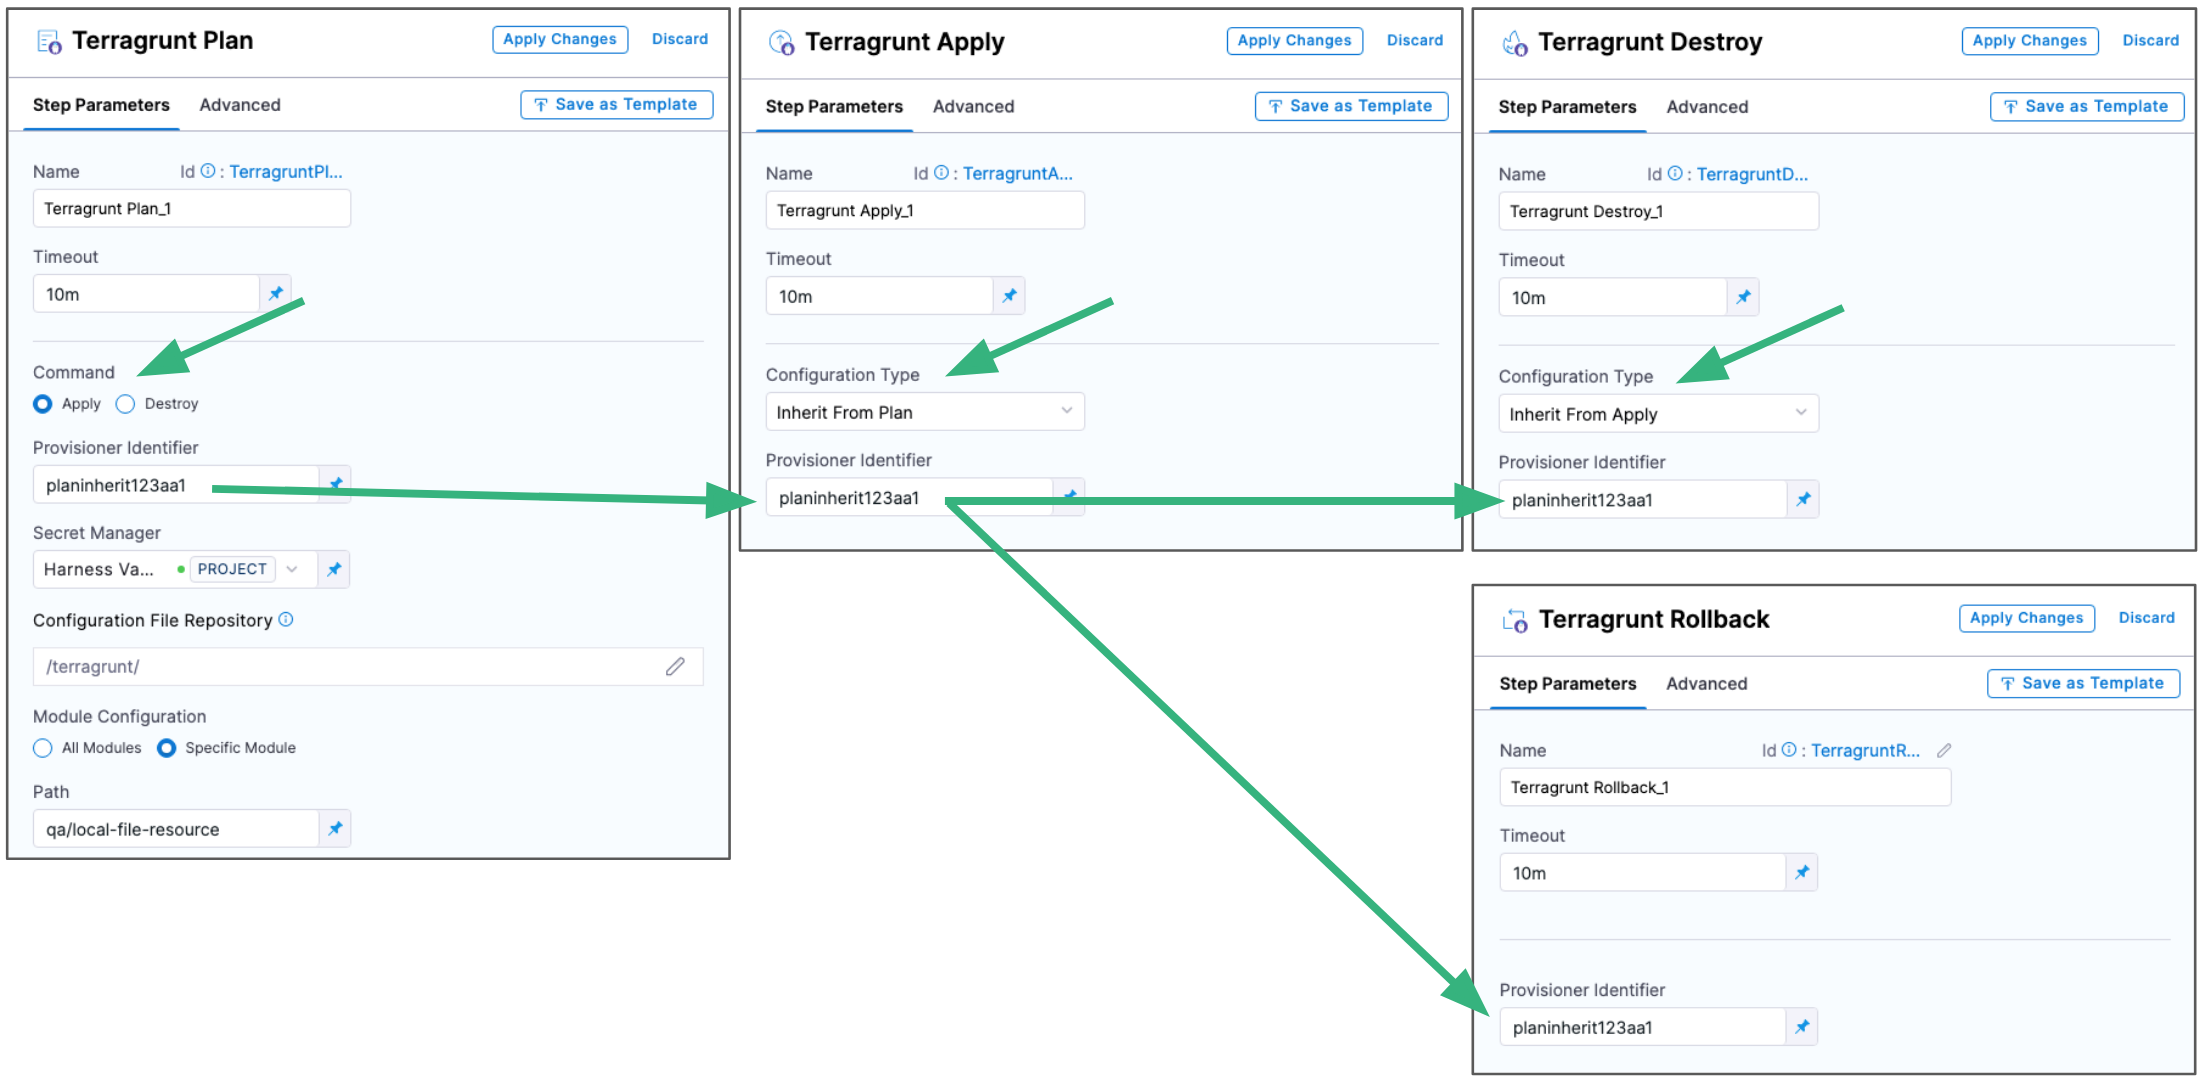 Terragrunt Plan
Apply Changes
Discard
Step Parameters
Advanced
Save as Template
Name
Id : TerragruntPl...
Terragrunt Plan_1
Timeout
10m
Command
Apply
Destroy
Provisioner Identifier
planinherit123aa1
Secret Manager
Harness Va...
PROJECT
Configuration File Repository
/terragrunt/
Module Configuration
All Modules
Specific Module
Path
qa/local-file-resource
Terragrunt Apply
Apply Changes
Discard
Step Parameters
Advanced
Save as Template
Name
Id : TerragruntA...
Terragrunt Apply_1
Timeout
10m
Configuration Type
Inherit From Plan
Provisioner Identifier
planinherit123aa1
Terragrunt Destroy
Apply Changes
Discard
Step Parameters
Advanced
Save as Template
Name
Id : TerragruntD...
Terragrunt Destroy_1
Timeout
10m
Configuration Type
Inherit From Apply
Provisioner Identifier
planinherit123aa1
Terragrunt Rollback
Apply Changes
Discard
Step Parameters
Advanced
Save as Template
Name
Id : TerragruntR...
Terragrunt Rollback_1
Timeout
10m
Provisioner Identifier
planinherit123aa1